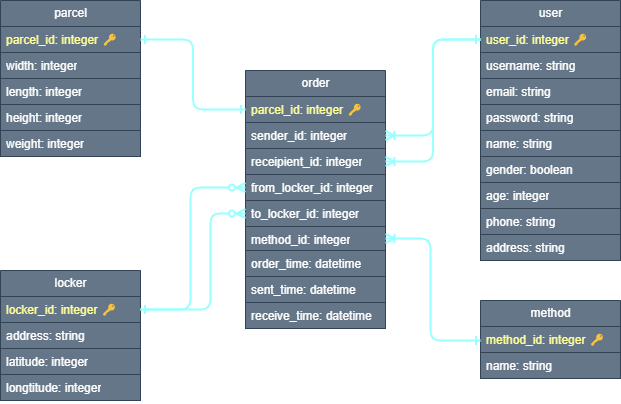 parcel
parcel_id: integer
width: integer
length: integer
height: integer
weight: integer
order
parcel_id: integer
sender_id: integer
receipient_id: integer
from_locker_id: integer
to_locker_id: integer
method_id: integer
order_time: datetime
sent_time: datetime
receive_time: datetime
user
user_id: integer
username: string
email: string
password: string
name: string
gender: boolean
age: integer
phone: string
address: string
locker
locker_id: integer
address: string
latitude: integer
longtitude: integer
method
method_id: integer
name: string